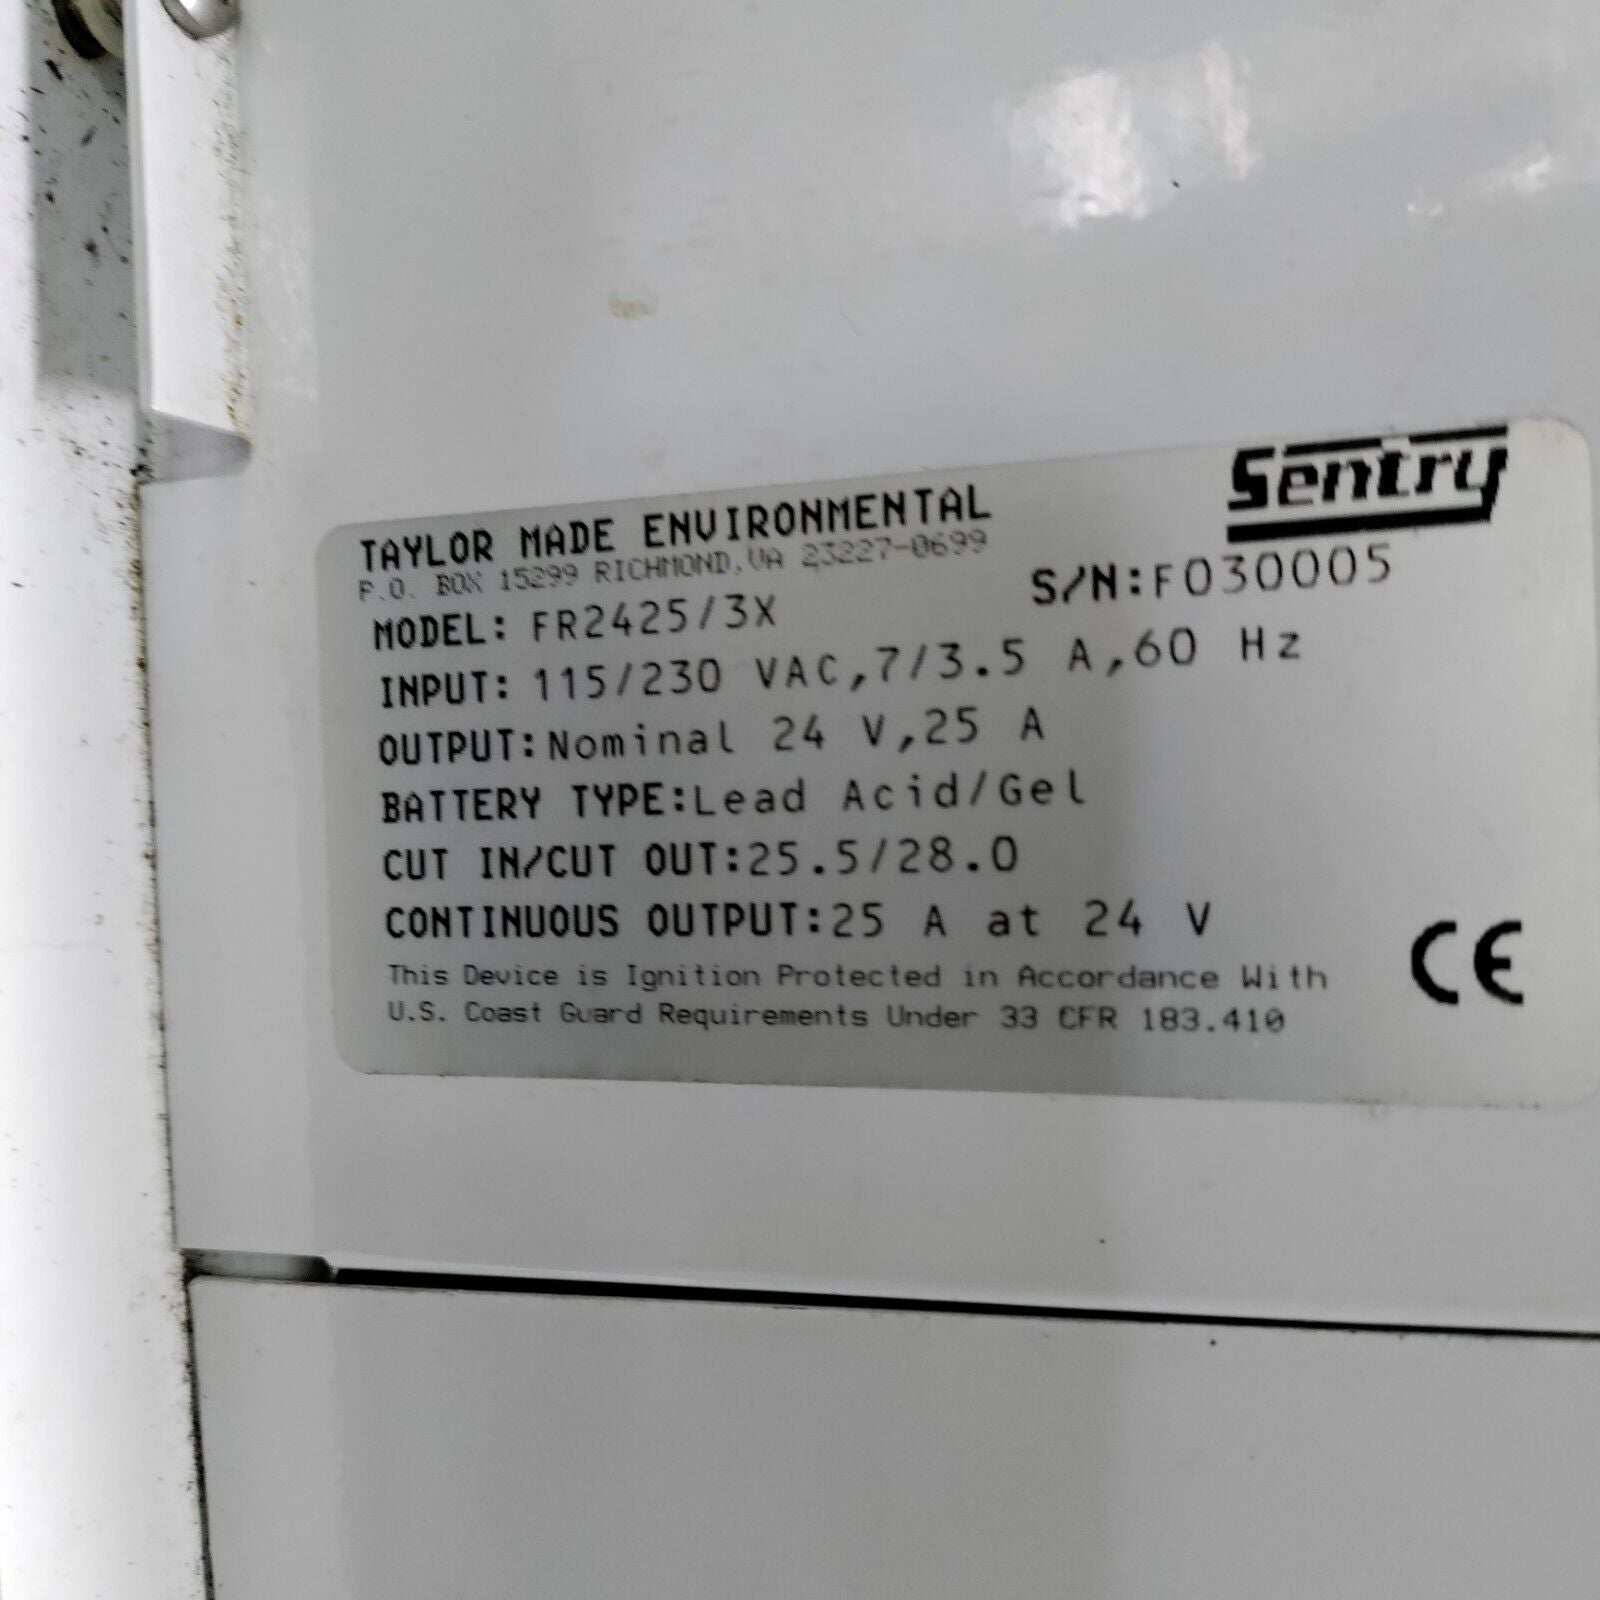 Sentry
TAYLOR MADE ENVIRONMENTAL
P.O. BOX 15299 RICHMOND, VA 23227-0699
MODEL: FR2425/3X S/N:F030005
INPUT: 115/230 VAC,7/3.5 A,60 Hz
OUTPUT:Nominal 24 V,25 A
BATTERY TYPE:Lead Acid/Gel
CUT IN/CUT OUT:25.5/28.0
CONTINUOUS OUTPUT:25 A at 24 V
This Device is Ignition Protected in Accordance With
U.S. Coast Guard Requirements Under 33 CFR 183.410
CE